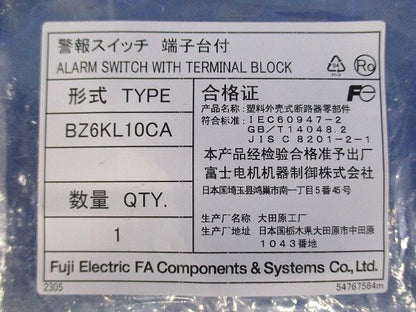 警報スイッチ 端子台付
ALARM SWITCH WITH TERMINAL BLOCK
形式 TYPE
BZ6KL10CA
数量 QTY.
1
合格证
产品名称: 塑料外壳式断路器零部件
符合标准: IEC60947-2
GB/T14048.2
JIS C 8201-2-1
本产品经检验合格准予出厂
富士电机机器制御株式会社
日本国埼玉县鸿巢市南一丁目5番45号
生产厂名称: 大田原工厂
生产厂地址 日本国栃木県大田原市中田原
1043番地
Fuji Electric FA Components & Systems Co., Ltd.
2305
54767564m